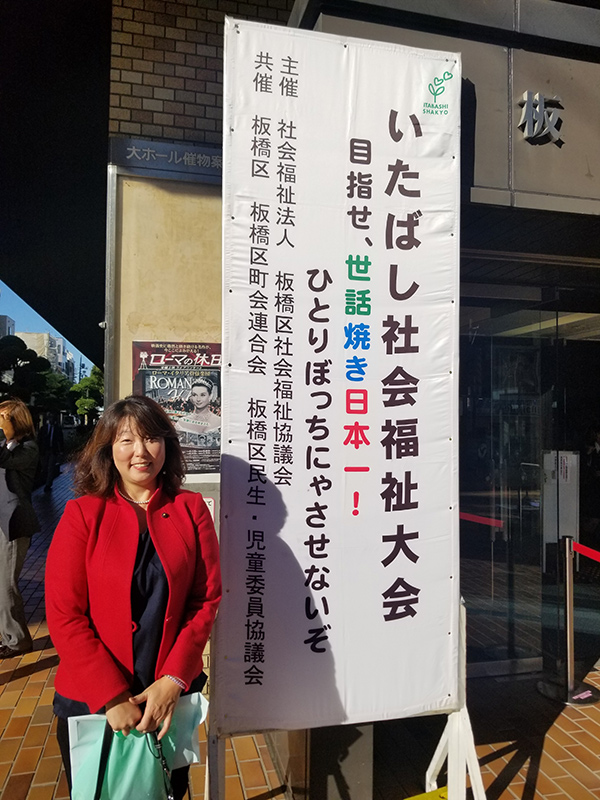 いたばし社会福祉大会
目指せ、世話焼き日本一！
ひとりぼっちにゃさせないぞ
主催　社会福祉法人　板橋区社会福祉協議会
共催　板橋区　板橋区町会連合会　板橋区民生・児童委員協議会
ITABASHI
SHAKYO
大ホール催物案
板
ローマの休日
ROMAN